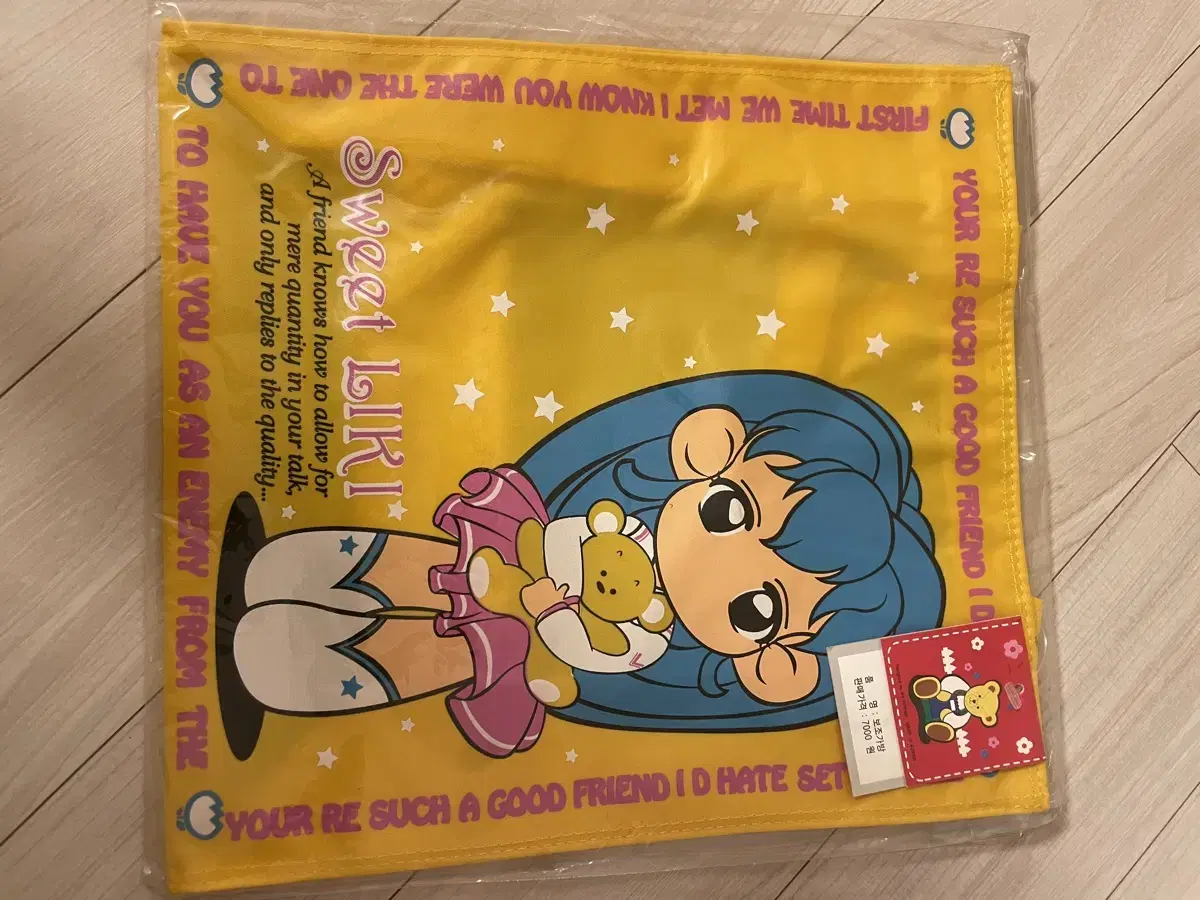 YOUR RE SUCH A GOOD FRIEND I D
품 명 : 보조가방
판매가격 : 7000 원
FIRST TIME WE MET I KNOW YOU WERE THE ONE TO
YOUR RE SUCH A GOOD FRIEND I D HATE SET
Sweet LIKI
A friend knows how to allow for
mere quantity in your talk,
and only replies to the quality...
TO HAVE YOU AS AN ENEMY FROM THE